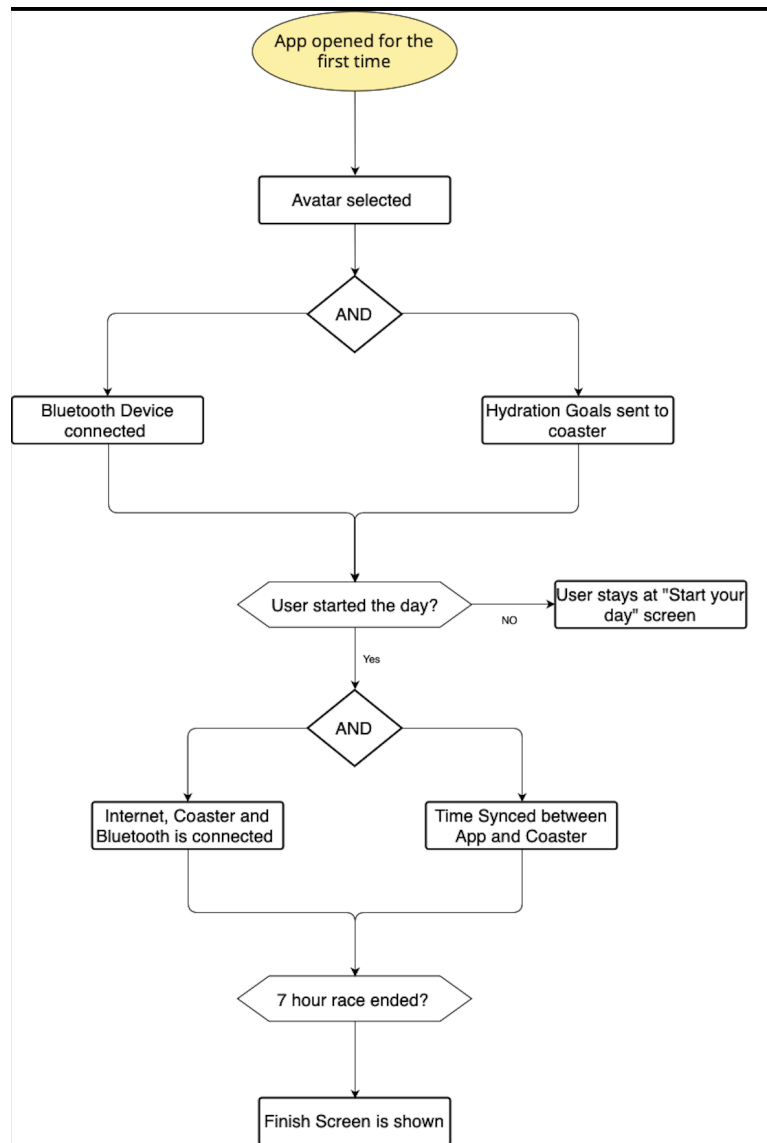 App opened for the
first time
Avatar selected
AND
Bluetooth Device
connected
Hydration Goals sent to
coaster
User started the day?
NO
User stays at "Start your
day" screen
Yes
AND
Internet, Coaster and
Bluetooth is connected
Time Synced between
App and Coaster
7 hour race ended?
Finish Screen is shown